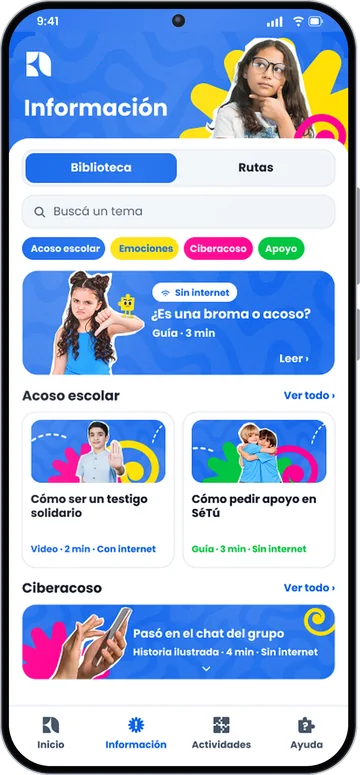 9:41
Información
Biblioteca
Rutas
Buscá un tema
Acoso escolar
Emociones
Ciberacoso
Apoyo
Sin internet
¿Es una broma o acoso?
Guía · 3 min
Leer ›
Acoso escolar
Ver todo ›
Cómo ser un testigo
solidario
Video · 2 min · Con internet
Cómo pedir apoyo en
SéTú
Guía · 3 min · Sin internet
Ciberacoso
Ver todo ›
Pasó en el chat del grupo
Historia ilustrada · 4 min · Sin internet
Inicio
Información
Actividades
Ayuda